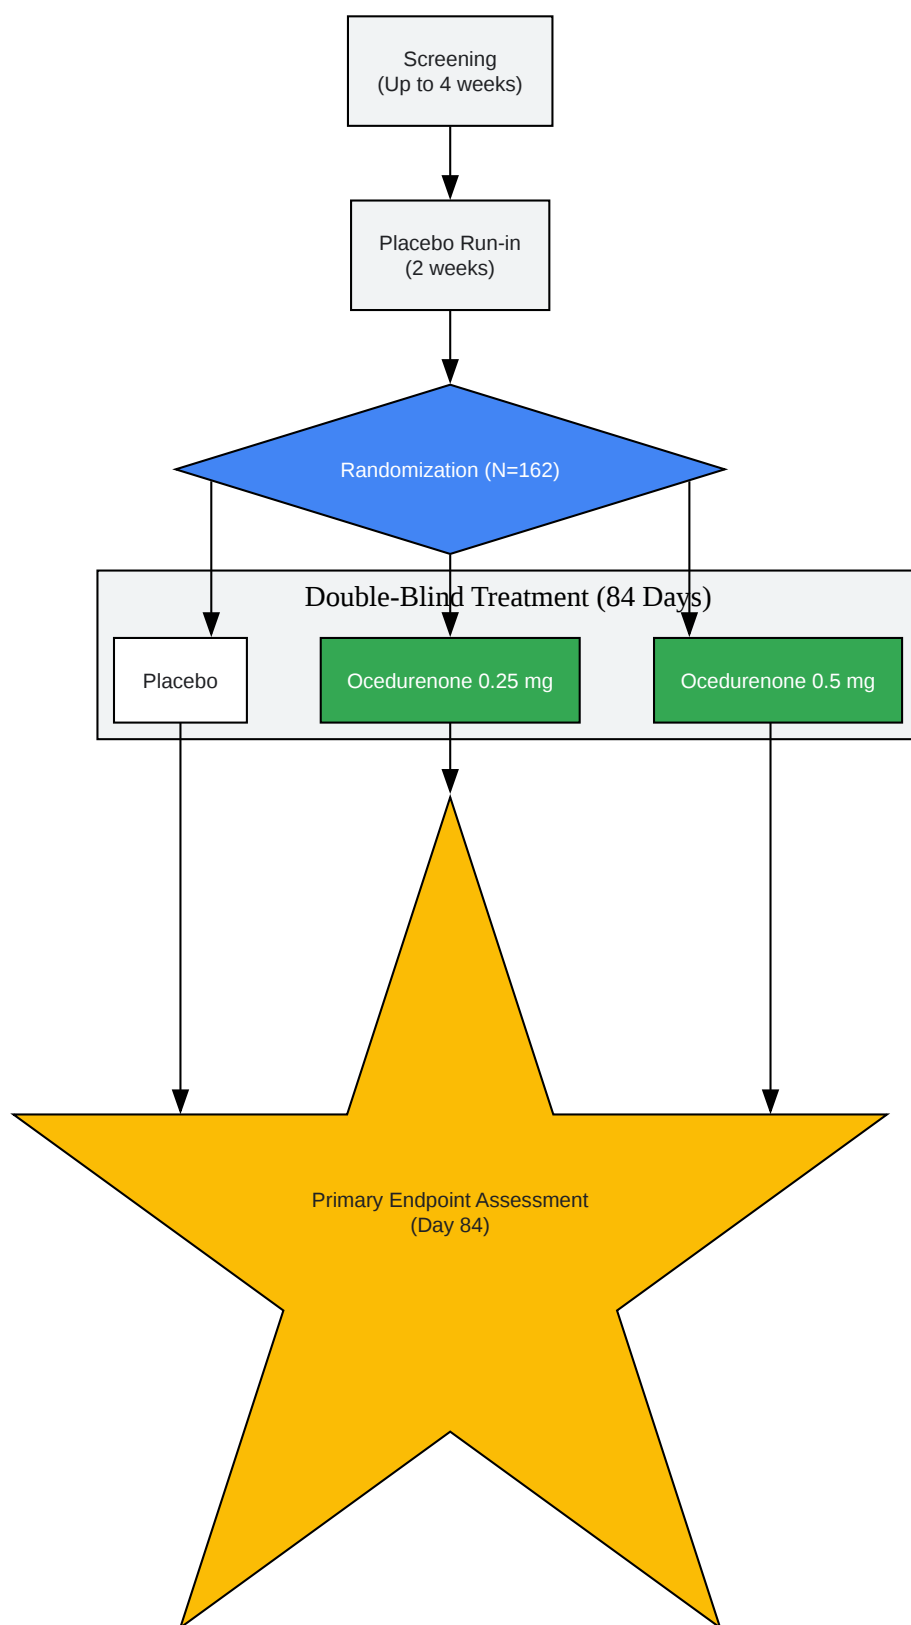 Screening
(Up to 4 weeks)
Placebo Run-in
(2 weeks)
Randomization (N=162)
Double-Blind Treatment (84 Days)
Placebo
Ocedurenone 0.25 mg
Ocedurenone 0.5 mg
Primary Endpoint Assessment
(Day 84)